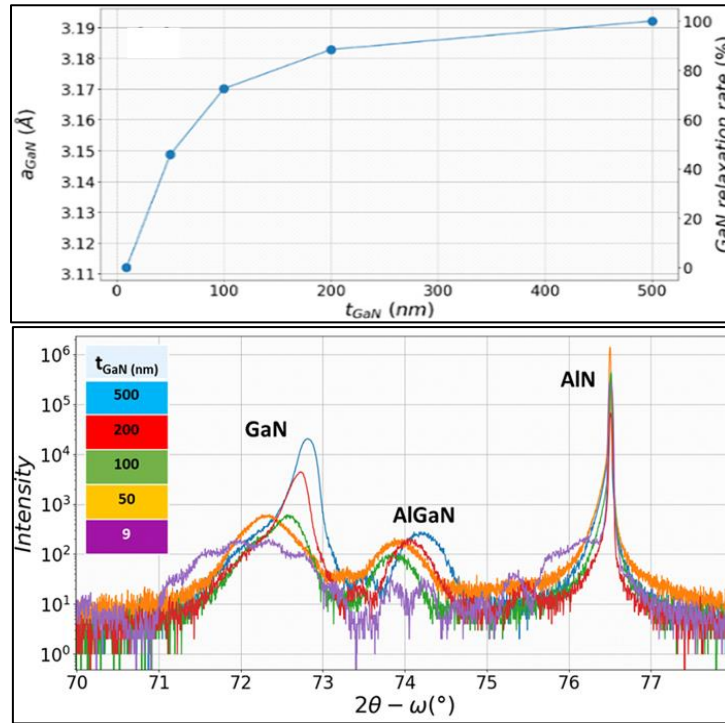 3.19
3.18
3.17
3.16
3.15
3.14
3.13
3.12
3.11
a_GaN (Å)
100
80
60
40
20
0
GaN relaxation rate (%)
0 100 200 300 400 500
t_GaN (nm)
t_GaN (nm)
500
200
100
50
9
GaN
AlGaN
AlN
10^6
10^5
10^4
10^3
10^2
10^1
10^0
Intensity
70 71 72 73 74 75 76 77
2θ − ω(°)